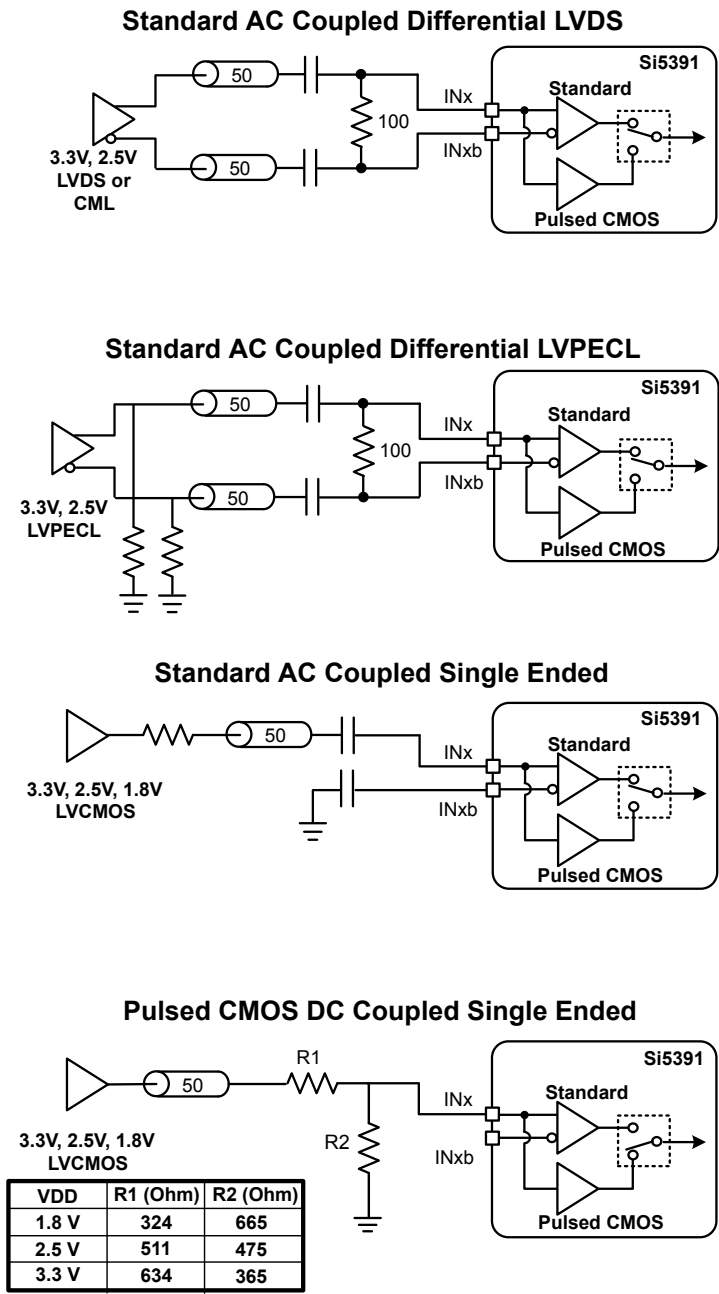 Standard AC Coupled Differential LVDS
Si5391
Standard
50
INx
100
INxb
50
3.3V, 2.5V
LVDS or
CML
Pulsed CMOS
Standard AC Coupled Differential LVPECL
Si5391
Standard
50
INx
100
INxb
50
3.3V, 2.5V
LVPECL
Pulsed CMOS
Standard AC Coupled Single Ended
Si5391
Standard
50
INx
3.3V, 2.5V, 1.8V
LVCMOS
INxb
Pulsed CMOS
Pulsed CMOS DC Coupled Single Ended
Si5391
Standard
R1
50
INx
3.3V, 2.5V, 1.8V
LVCMOS
R2
INxb
Pulsed CMOS
VDD R1 (Ohm) R2 (Ohm)
1.8 V 324 665
2.5 V 511 475
3.3 V 634 365